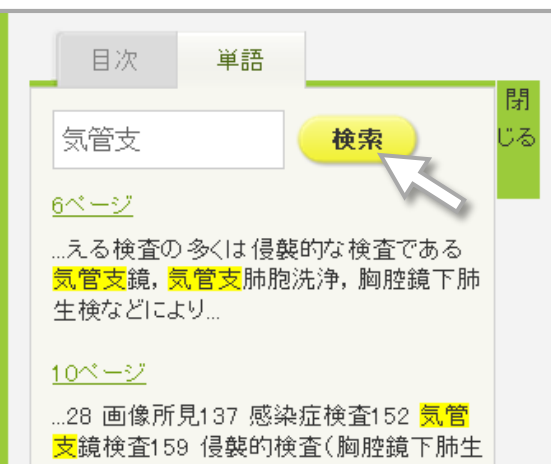 目次 単語
閉
じる
気管支 検索
6ページ
...える検査の多くは侵襲的な検査である
気管支鏡，気管支肺胞洗浄，胸腔鏡下肺
生検などにより...
10ページ
...28 画像所見137 感染症検査152 気管
支鏡検査159 侵襲的検査（胸腔鏡下肺生